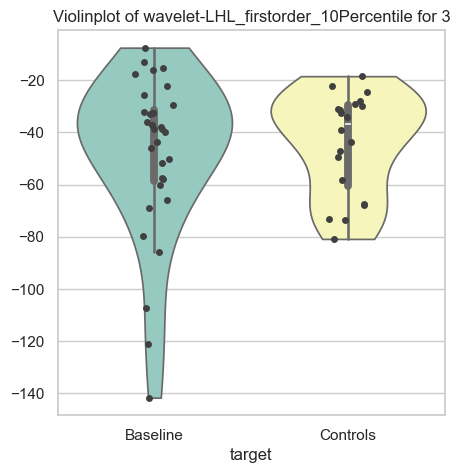 Violinplot of wavelet-LHL_firstorder_10Percentile for 3
−20
−40
−60
−80
−100
−120
−140
Baseline Controls
target